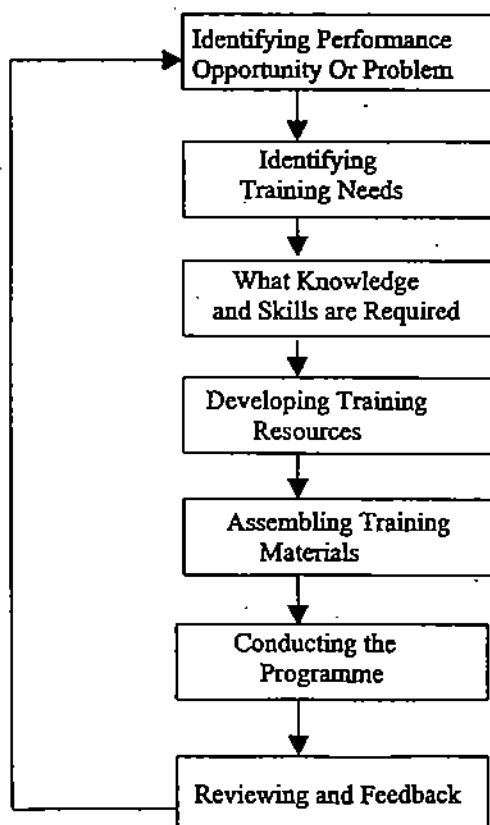 Identifying Performance
Opportunity Or Problem
Identifying
Training Needs
What Knowledge
and Skills are Required
Developing Training
Resources
Assembling Training
Materials
Conducting the
Programme
Reviewing and Feedback